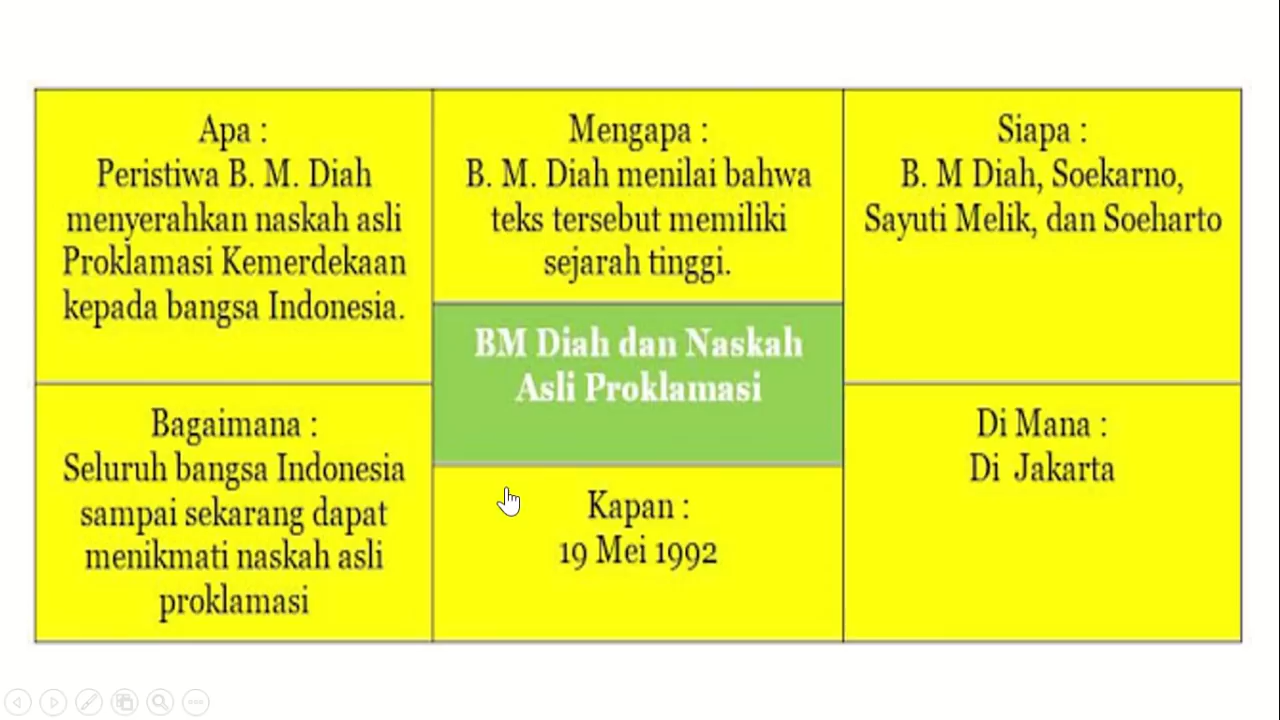 Apa :
Peristiwa B. M. Diah
menyerahkan naskah asli
Proklamasi Kemerdekaan
kepada bangsa Indonesia.
Mengapa :
B. M. Diah menilai bahwa
teks tersebut memiliki
sejarah tinggi.
Siapa :
B. M Diah, Soekarno,
Sayuti Melik, dan Soeharto
BM Diah dan Naskah
Asli Proklamasi
Bagaimana :
Seluruh bangsa Indonesia
sampai sekarang dapat
menikmati naskah asli
proklamasi
Kapan :
19 Mei 1992
Di Mana :
Di Jakarta